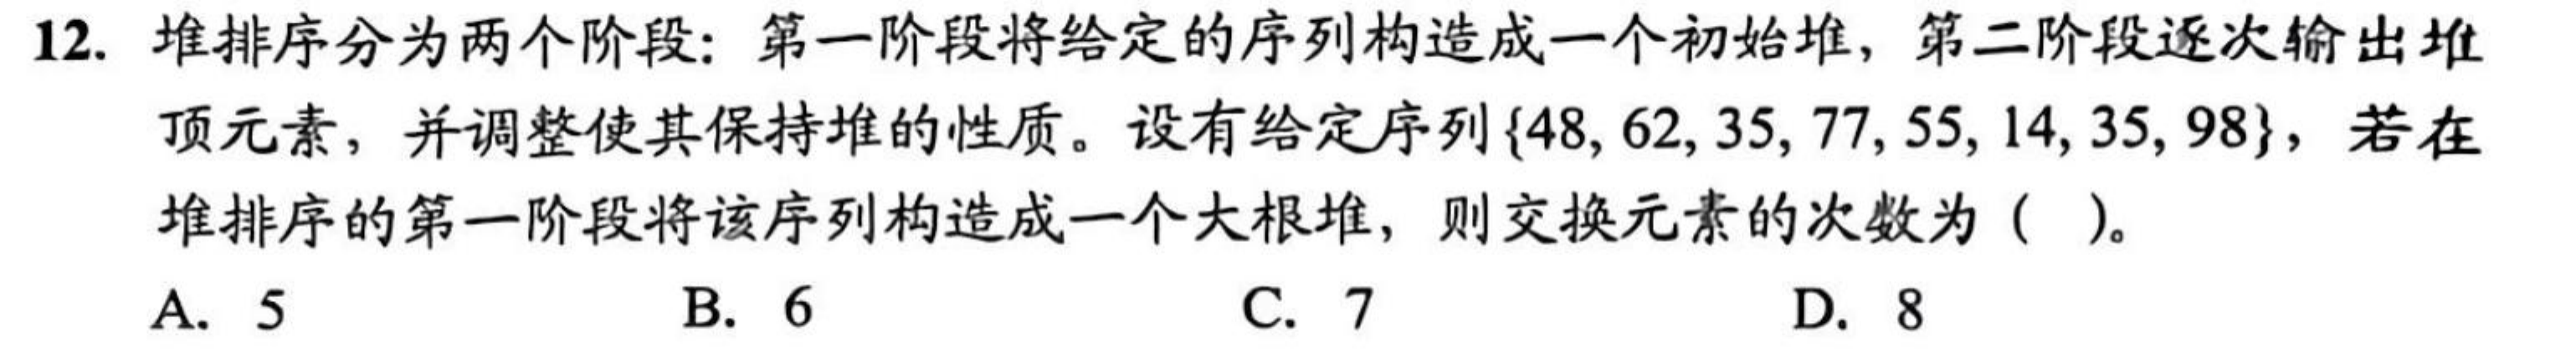 12. 堆排序分为两个阶段：第一阶段将给定的序列构造成一个初始堆，第二阶段逐次输出堆
顶元素，并调整使其保持堆的性质。设有给定序列{48, 62, 35, 77, 55, 14, 35, 98}，若在
堆排序的第一阶段将该序列构造成一个大根堆，则交换元素的次数为（ ）。
A. 5 B. 6 C. 7 D. 8